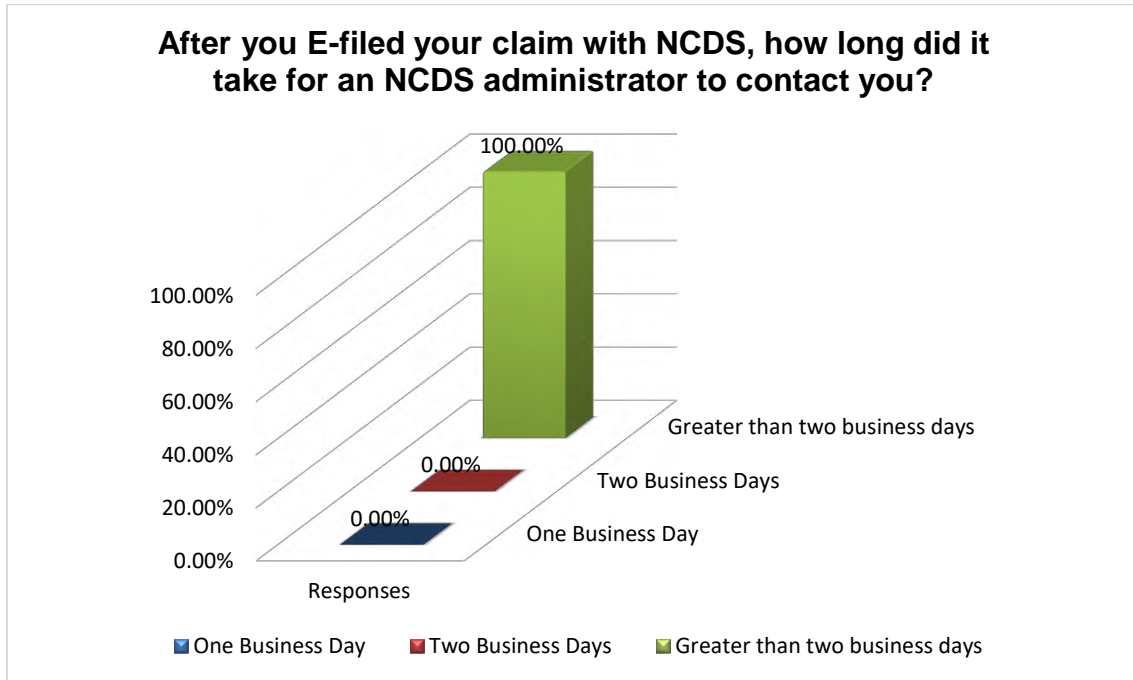 After you E-filed your claim with NCDS, how long did it
take for an NCDS administrator to contact you?
100.00%
100.00%
80.00%
60.00%
40.00%
20.00%
0.00%
0.00%
0.00%
Greater than two business days
Two Business Days
One Business Day
Responses
One Business Day Two Business Days Greater than two business days